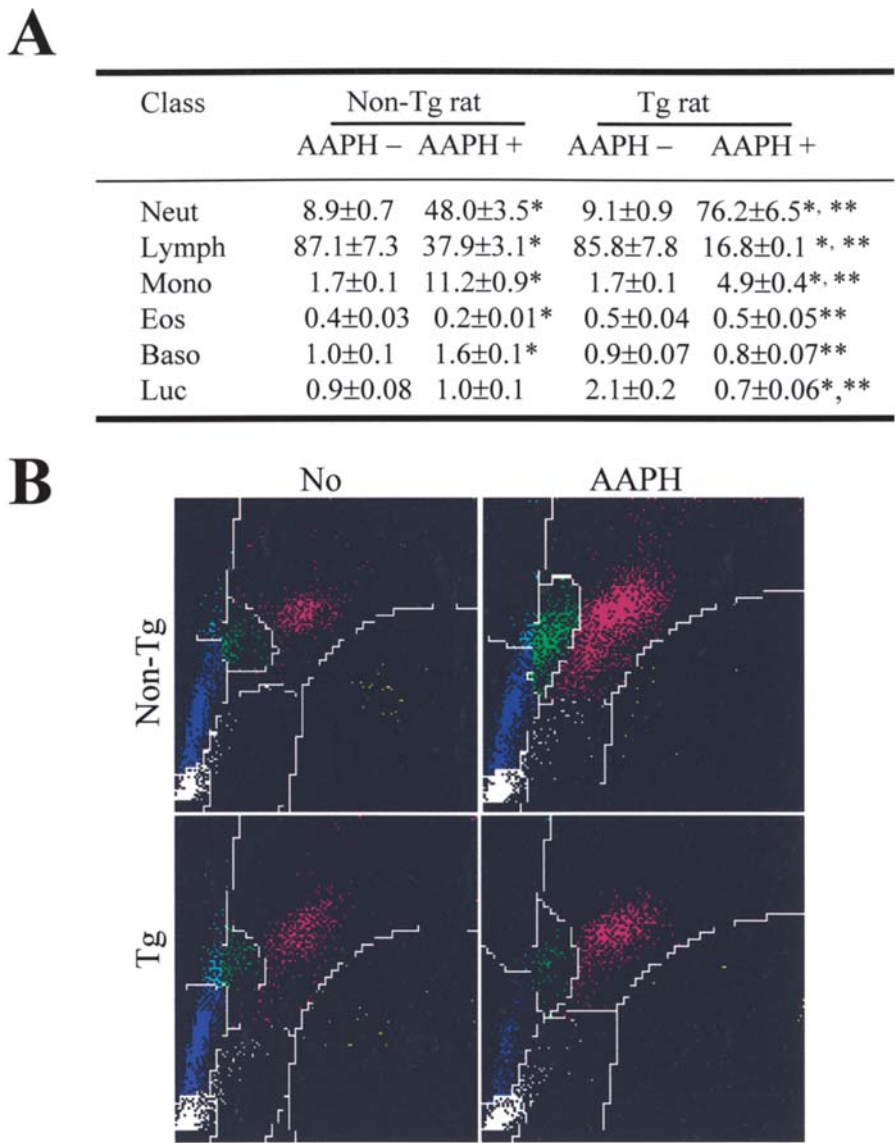 A
Class Non-Tg rat Tg rat
AAPH – AAPH + AAPH – AAPH +
Neut 8.9±0.7 48.0±3.5* 9.1±0.9 76.2±6.5*, **
Lymph 87.1±7.3 37.9±3.1* 85.8±7.8 16.8±0.1 *, **
Mono 1.7±0.1 11.2±0.9* 1.7±0.1 4.9±0.4*, **
Eos 0.4±0.03 0.2±0.01* 0.5±0.04 0.5±0.05**
Baso 1.0±0.1 1.6±0.1* 0.9±0.07 0.8±0.07**
Luc 0.9±0.08 1.0±0.1 2.1±0.2 0.7±0.06*,**
B
No AAPH
Non-Tg
Tg